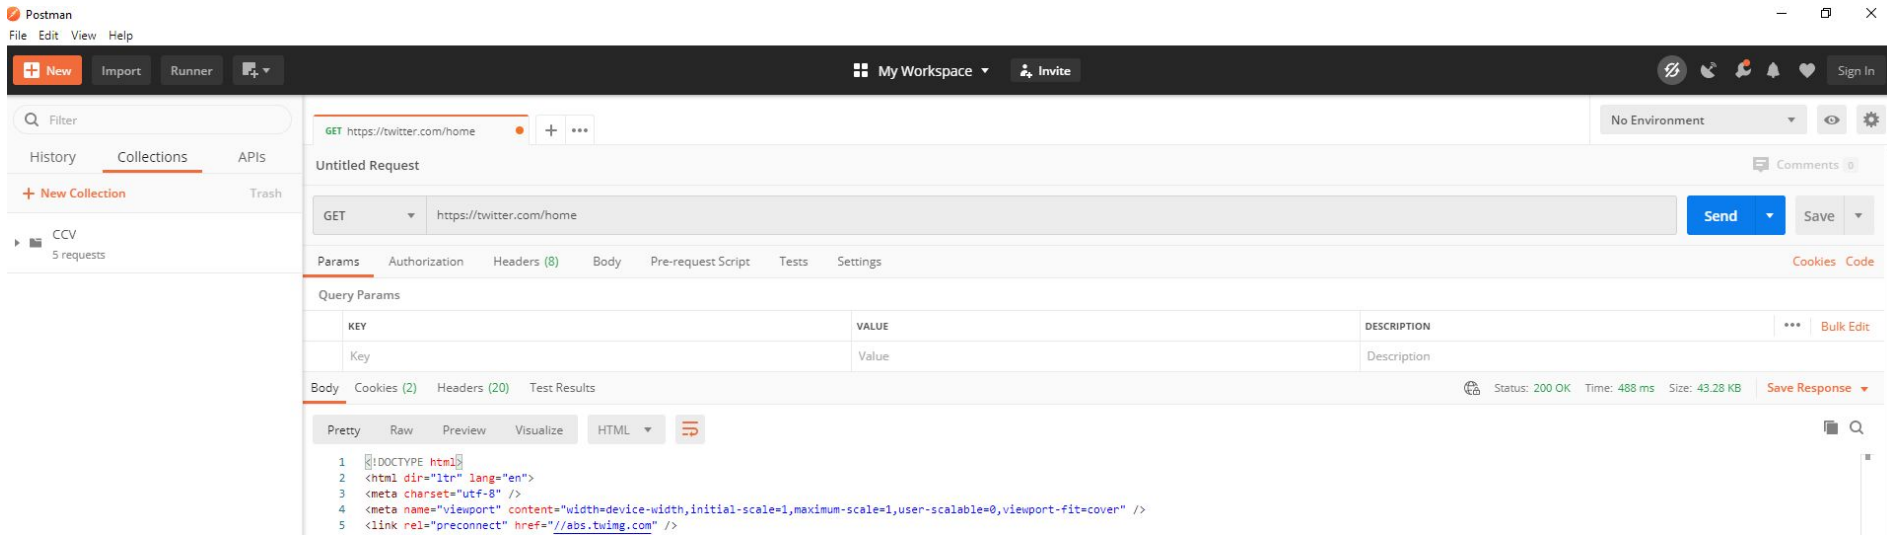 Postman
File Edit View Help
New Import Runner My Workspace Invite Sign In
Filter
History Collections APIs
+ New Collection Trash
CCV
5 requests
GET https://twitter.com/home + ••• No Environment
Untitled Request Comments 0
GET https://twitter.com/home Send Save
Params Authorization Headers (8) Body Pre-request Script Tests Settings Cookies Code
Query Params
KEY VALUE DESCRIPTION ••• Bulk Edit
Key Value Description
Body Cookies (2) Headers (20) Test Results Status: 200 OK Time: 488 ms Size: 43.28 KB Save Response
Pretty Raw Preview Visualize HTML
1 <!DOCTYPE html>
2 <html dir="ltr" lang="en">
3 <meta charset="utf-8" />
4 <meta name="viewport" content="width=device-width,initial-scale=1,maximum-scale=1,user-scalable=0,viewport-fit=cover" />
5 <link rel="preconnect" href="//abs.twimg.com" />